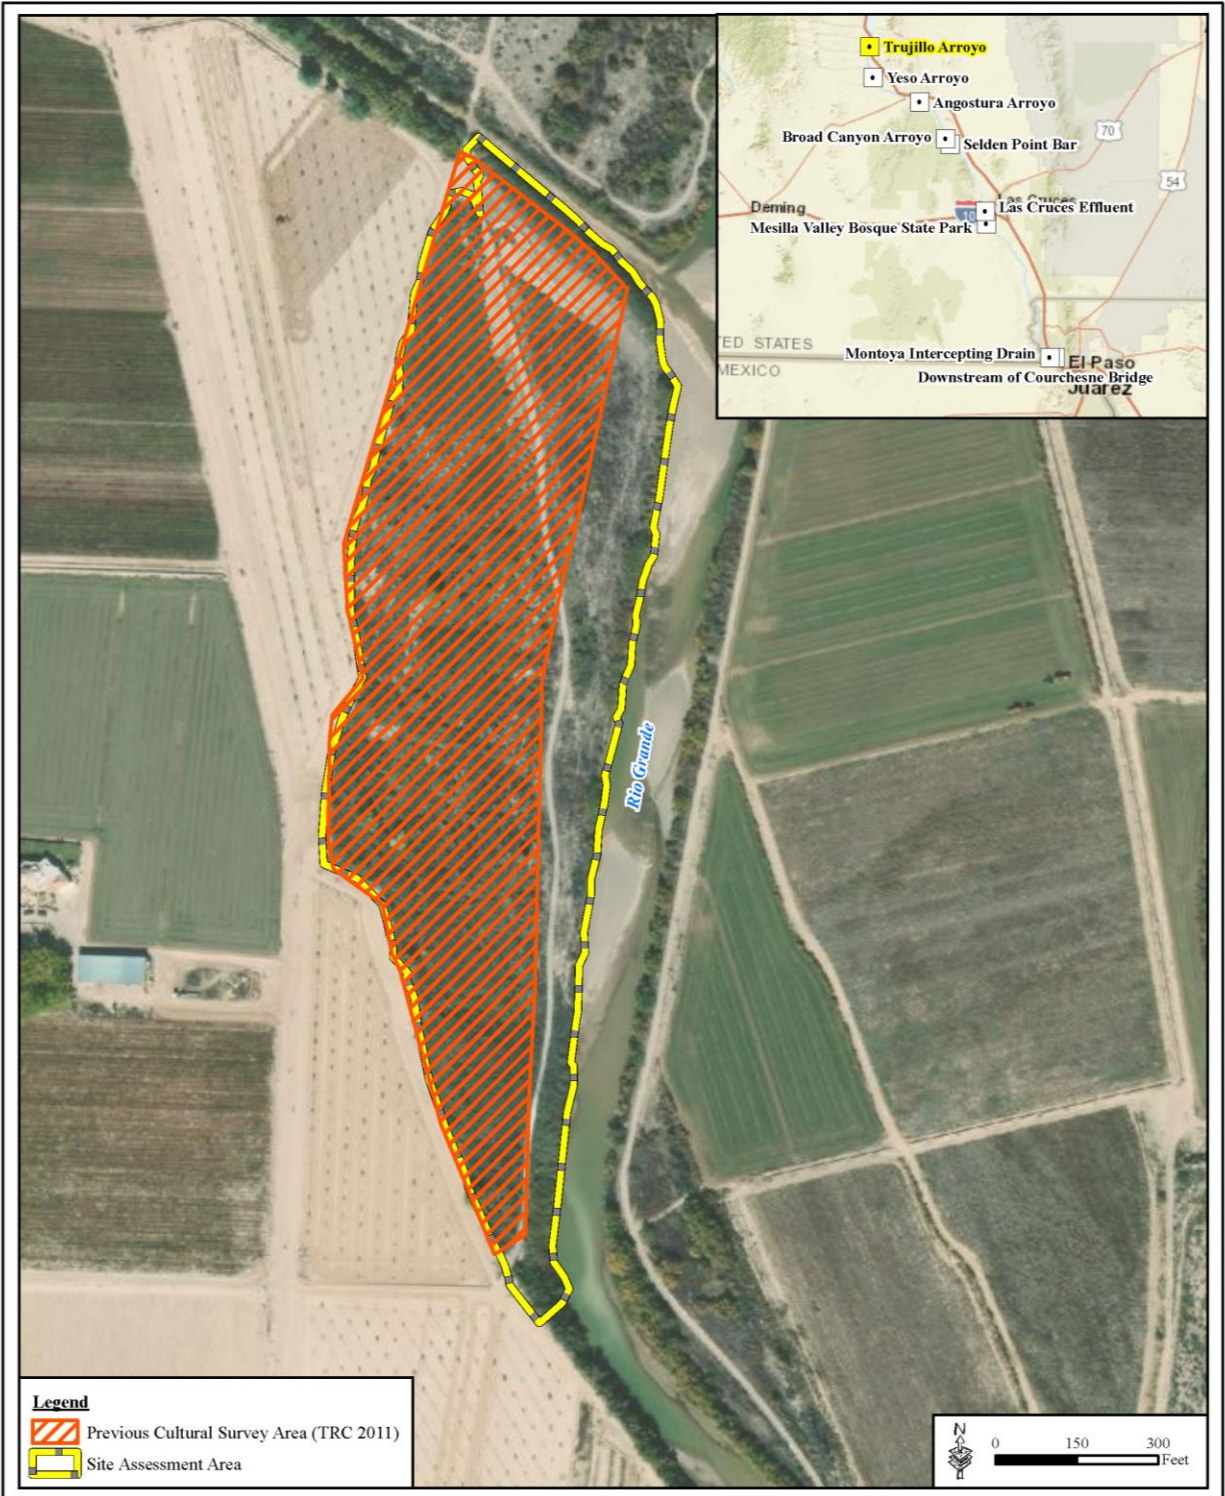 Trujillo Arroyo
Yeso Arroyo
Angostura Arroyo
Broad Canyon Arroyo
Selden Point Bar
70
54
Deming
Las Cruces
10
Las Cruces Effluent
Mesilla Valley Bosque State Park
TED STATES
MEXICO
Montoya Intercepting Drain
El Paso
Downstream of Courchesne Bridge
Juárez
Rio Grande
Legend
Previous Cultural Survey Area (TRC 2011)
Site Assessment Area
N
0 150 300
Feet